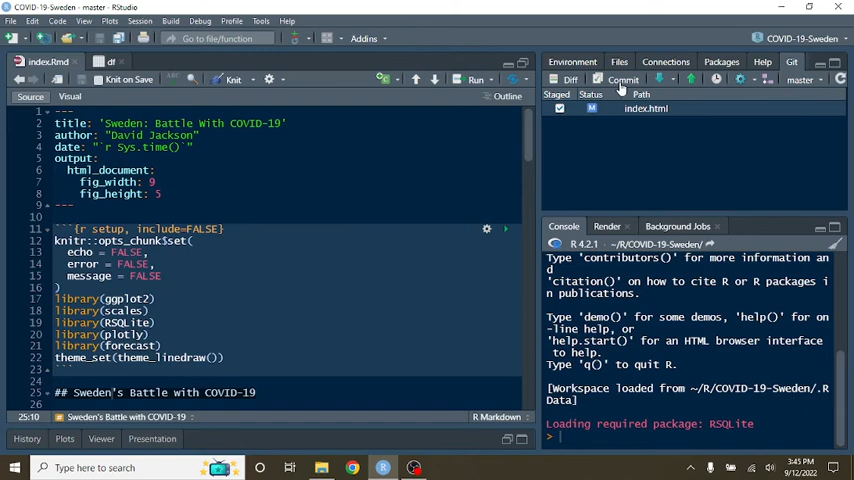 COVID-19-Sweden - master - RStudio
File Edit Code View Plots Session Build Debug Profile Tools Help
Go to file/function Addins COVID-19-Sweden
index.Rmd df
Knit on Save ABC Knit Run
Source Visual Outline
1 ---
2 title: 'Sweden: Battle With COVID-19'
3 author: "David Jackson"
4 date: "`r Sys.time()`"
5 output:
6 html_document:
7 fig_width: 9
8 fig_height: 5
9 ---
10
11 ```{r setup, include=FALSE}
12 knitr::opts_chunk$set(
13 echo = FALSE,
14 error = FALSE,
15 message = FALSE
16 )
17 library(ggplot2)
18 library(scales)
19 library(RSQLite)
20 library(plotly)
21 library(forecast)
22 theme_set(theme_linedraw())
23 ```
24
25 ## Sweden's Battle with COVID-19
26
25:10 Sweden's Battle with COVID-19 R Markdown
History Plots Viewer Presentation
Environment Files Connections Packages Help Git
Diff Commit master
Staged Status Path
M index.html
Console Render Background Jobs
R 4.2.1 · ~/R/COVID-19-Sweden/
Type 'contributors()' for more information an
d
'citation()' on how to cite R or R packages i
n publications.
Type 'demo()' for some demos, 'help()' for on
-line help, or
'help.start()' for an HTML browser interface
to help.
Type 'q()' to quit R.
[Workspace loaded from ~/R/COVID-19-Sweden/.R
Data]
Loading required package: RSQLite
>
Type here to search
3:45 PM
9/12/2022